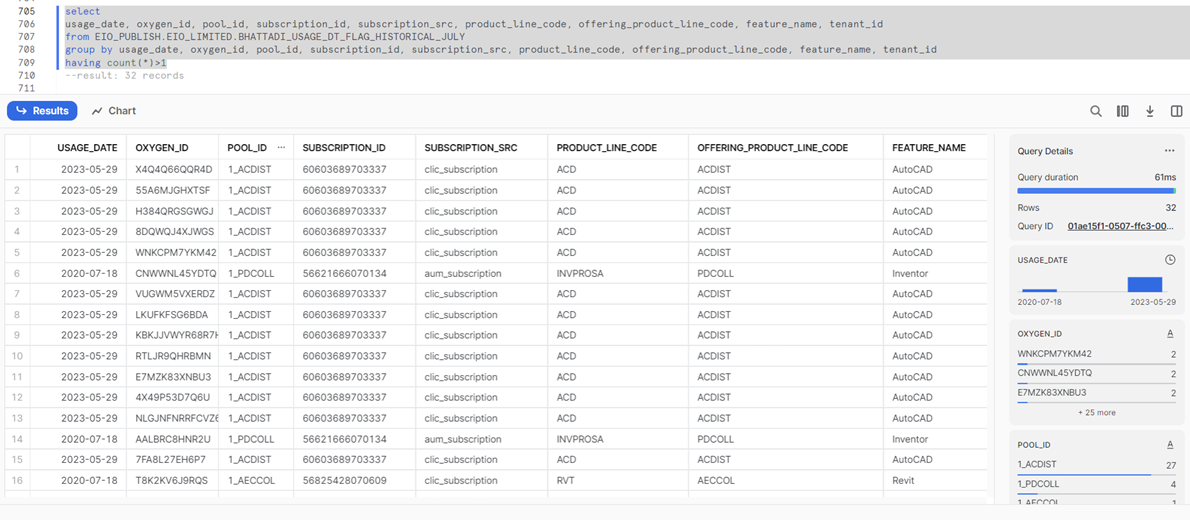 705 select
706 usage_date, oxygen_id, pool_id, subscription_id, subscription_src, product_line_code, offering_product_line_code, feature_name, tenant_id
707 from EIO_PUBLISH.EIO_LIMITED.BHATTADI_USAGE_DT_FLAG_HISTORICAL_JULY
708 group by usage_date, oxygen_id, pool_id, subscription_id, subscription_src, product_line_code, offering_product_line_code, feature_name, tenant_id
709 having count(*)>1
710 --result: 32 records
711
Results Chart
USAGE_DATE OXYGEN_ID POOL_ID ... SUBSCRIPTION_ID SUBSCRIPTION_SRC PRODUCT_LINE_CODE OFFERING_PRODUCT_LINE_CODE FEATURE_NAME
1 2023-05-29 X4Q4Q66QQR4D 1_ACDIST 60603689703337 clic_subscription ACD ACDIST AutoCAD
2 2023-05-29 55A6MJGHXTSF 1_ACDIST 60603689703337 clic_subscription ACD ACDIST AutoCAD
3 2023-05-29 H384QRGSGWGJ 1_ACDIST 60603689703337 clic_subscription ACD ACDIST AutoCAD
4 2023-05-29 8DQWQJ4XJWGS 1_ACDIST 60603689703337 clic_subscription ACD ACDIST AutoCAD
5 2023-05-29 WNKCPM7YKM42 1_ACDIST 60603689703337 clic_subscription ACD ACDIST AutoCAD
6 2020-07-18 CNWWNL45YDTQ 1_PDCOLL 56621666070134 aum_subscription INVPROSA PDCOLL Inventor
7 2023-05-29 VUGWM5VXERDZ 1_ACDIST 60603689703337 clic_subscription ACD ACDIST AutoCAD
8 2023-05-29 LKUFKFSG6BDA 1_ACDIST 60603689703337 clic_subscription ACD ACDIST AutoCAD
9 2023-05-29 KBKJJVWYR68R7H 1_ACDIST 60603689703337 clic_subscription ACD ACDIST AutoCAD
10 2023-05-29 RTLJR9QHRBMN 1_ACDIST 60603689703337 clic_subscription ACD ACDIST AutoCAD
11 2023-05-29 E7MZK83XNBU3 1_ACDIST 60603689703337 clic_subscription ACD ACDIST AutoCAD
12 2023-05-29 4X49P53D7Q6U 1_ACDIST 60603689703337 clic_subscription ACD ACDIST AutoCAD
13 2023-05-29 NLGJNFNRRFCVZ6 1_ACDIST 60603689703337 clic_subscription ACD ACDIST AutoCAD
14 2020-07-18 AALBRC8HNR2U 1_PDCOLL 56621666070134 aum_subscription INVPROSA PDCOLL Inventor
15 2023-05-29 7FA8L27EH6P7 1_ACDIST 60603689703337 clic_subscription ACD ACDIST AutoCAD
16 2020-07-18 T8K2KV6J9RQS 1_AECCOL 56825428070609 clic_subscription RVT AECCOL Revit
Query Details ...
Query duration 61ms
Rows 32
Query ID 01ae15f1-0507-ffc3-00...
USAGE_DATE
2020-07-18 2023-05-29
OXYGEN_ID A
WNKCPM7YKM42 2
CNWWNL45YDTQ 2
E7MZK83XNBU3 2
+ 25 more
POOL_ID A
1_ACDIST 27
1_PDCOLL 4
1_AECCOL 1